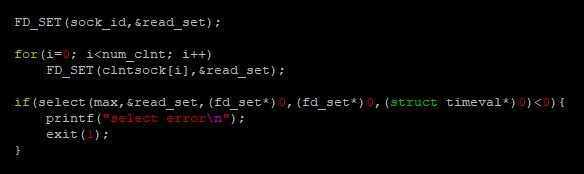 FD_SET(sock_id,&read_set);
for(i=0; i<num_clnt; i++)
FD_SET(clntsock[i],&read_set);
if(select(max,&read_set,(fd_set*)0,(fd_set*)0,(struct timeval*)0)<0){
printf("select error\n");
exit(1);
}